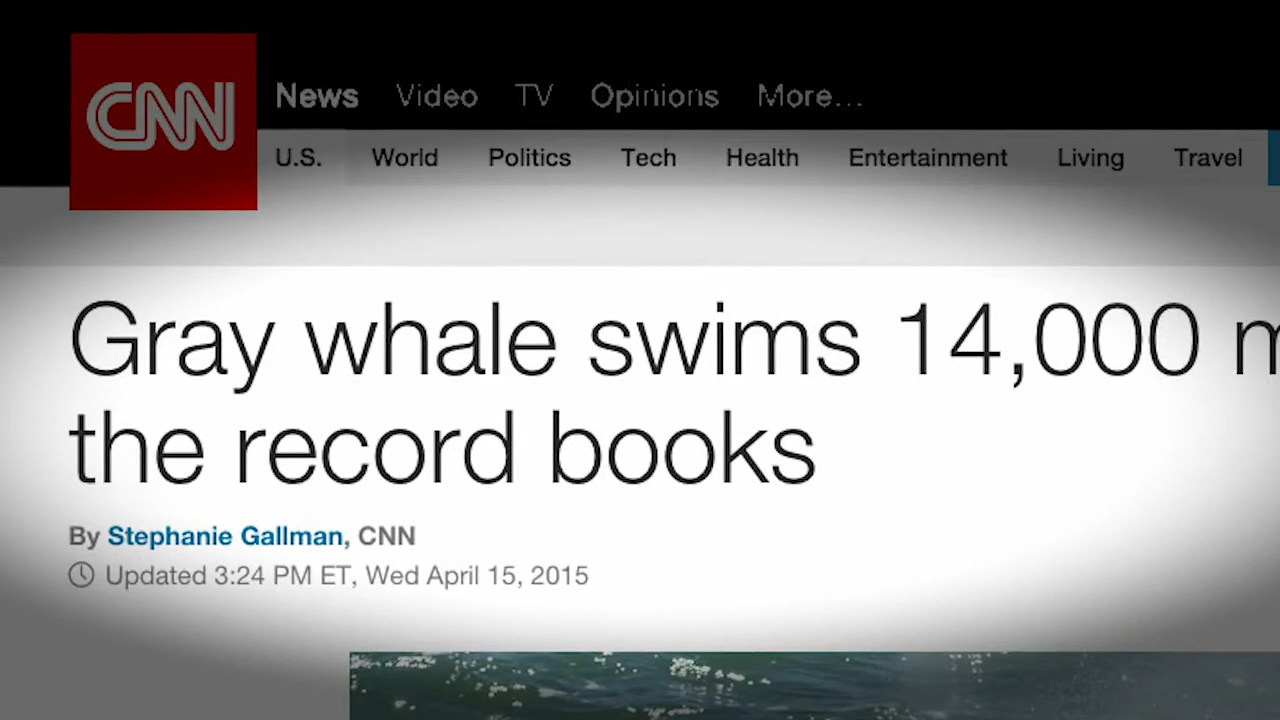 CNN
News Video TV Opinions More...
U.S. World Politics Tech Health Entertainment Living Travel
Gray whale swims 14,000 m
the record books
By Stephanie Gallman, CNN
Updated 3:24 PM ET, Wed April 15, 2015